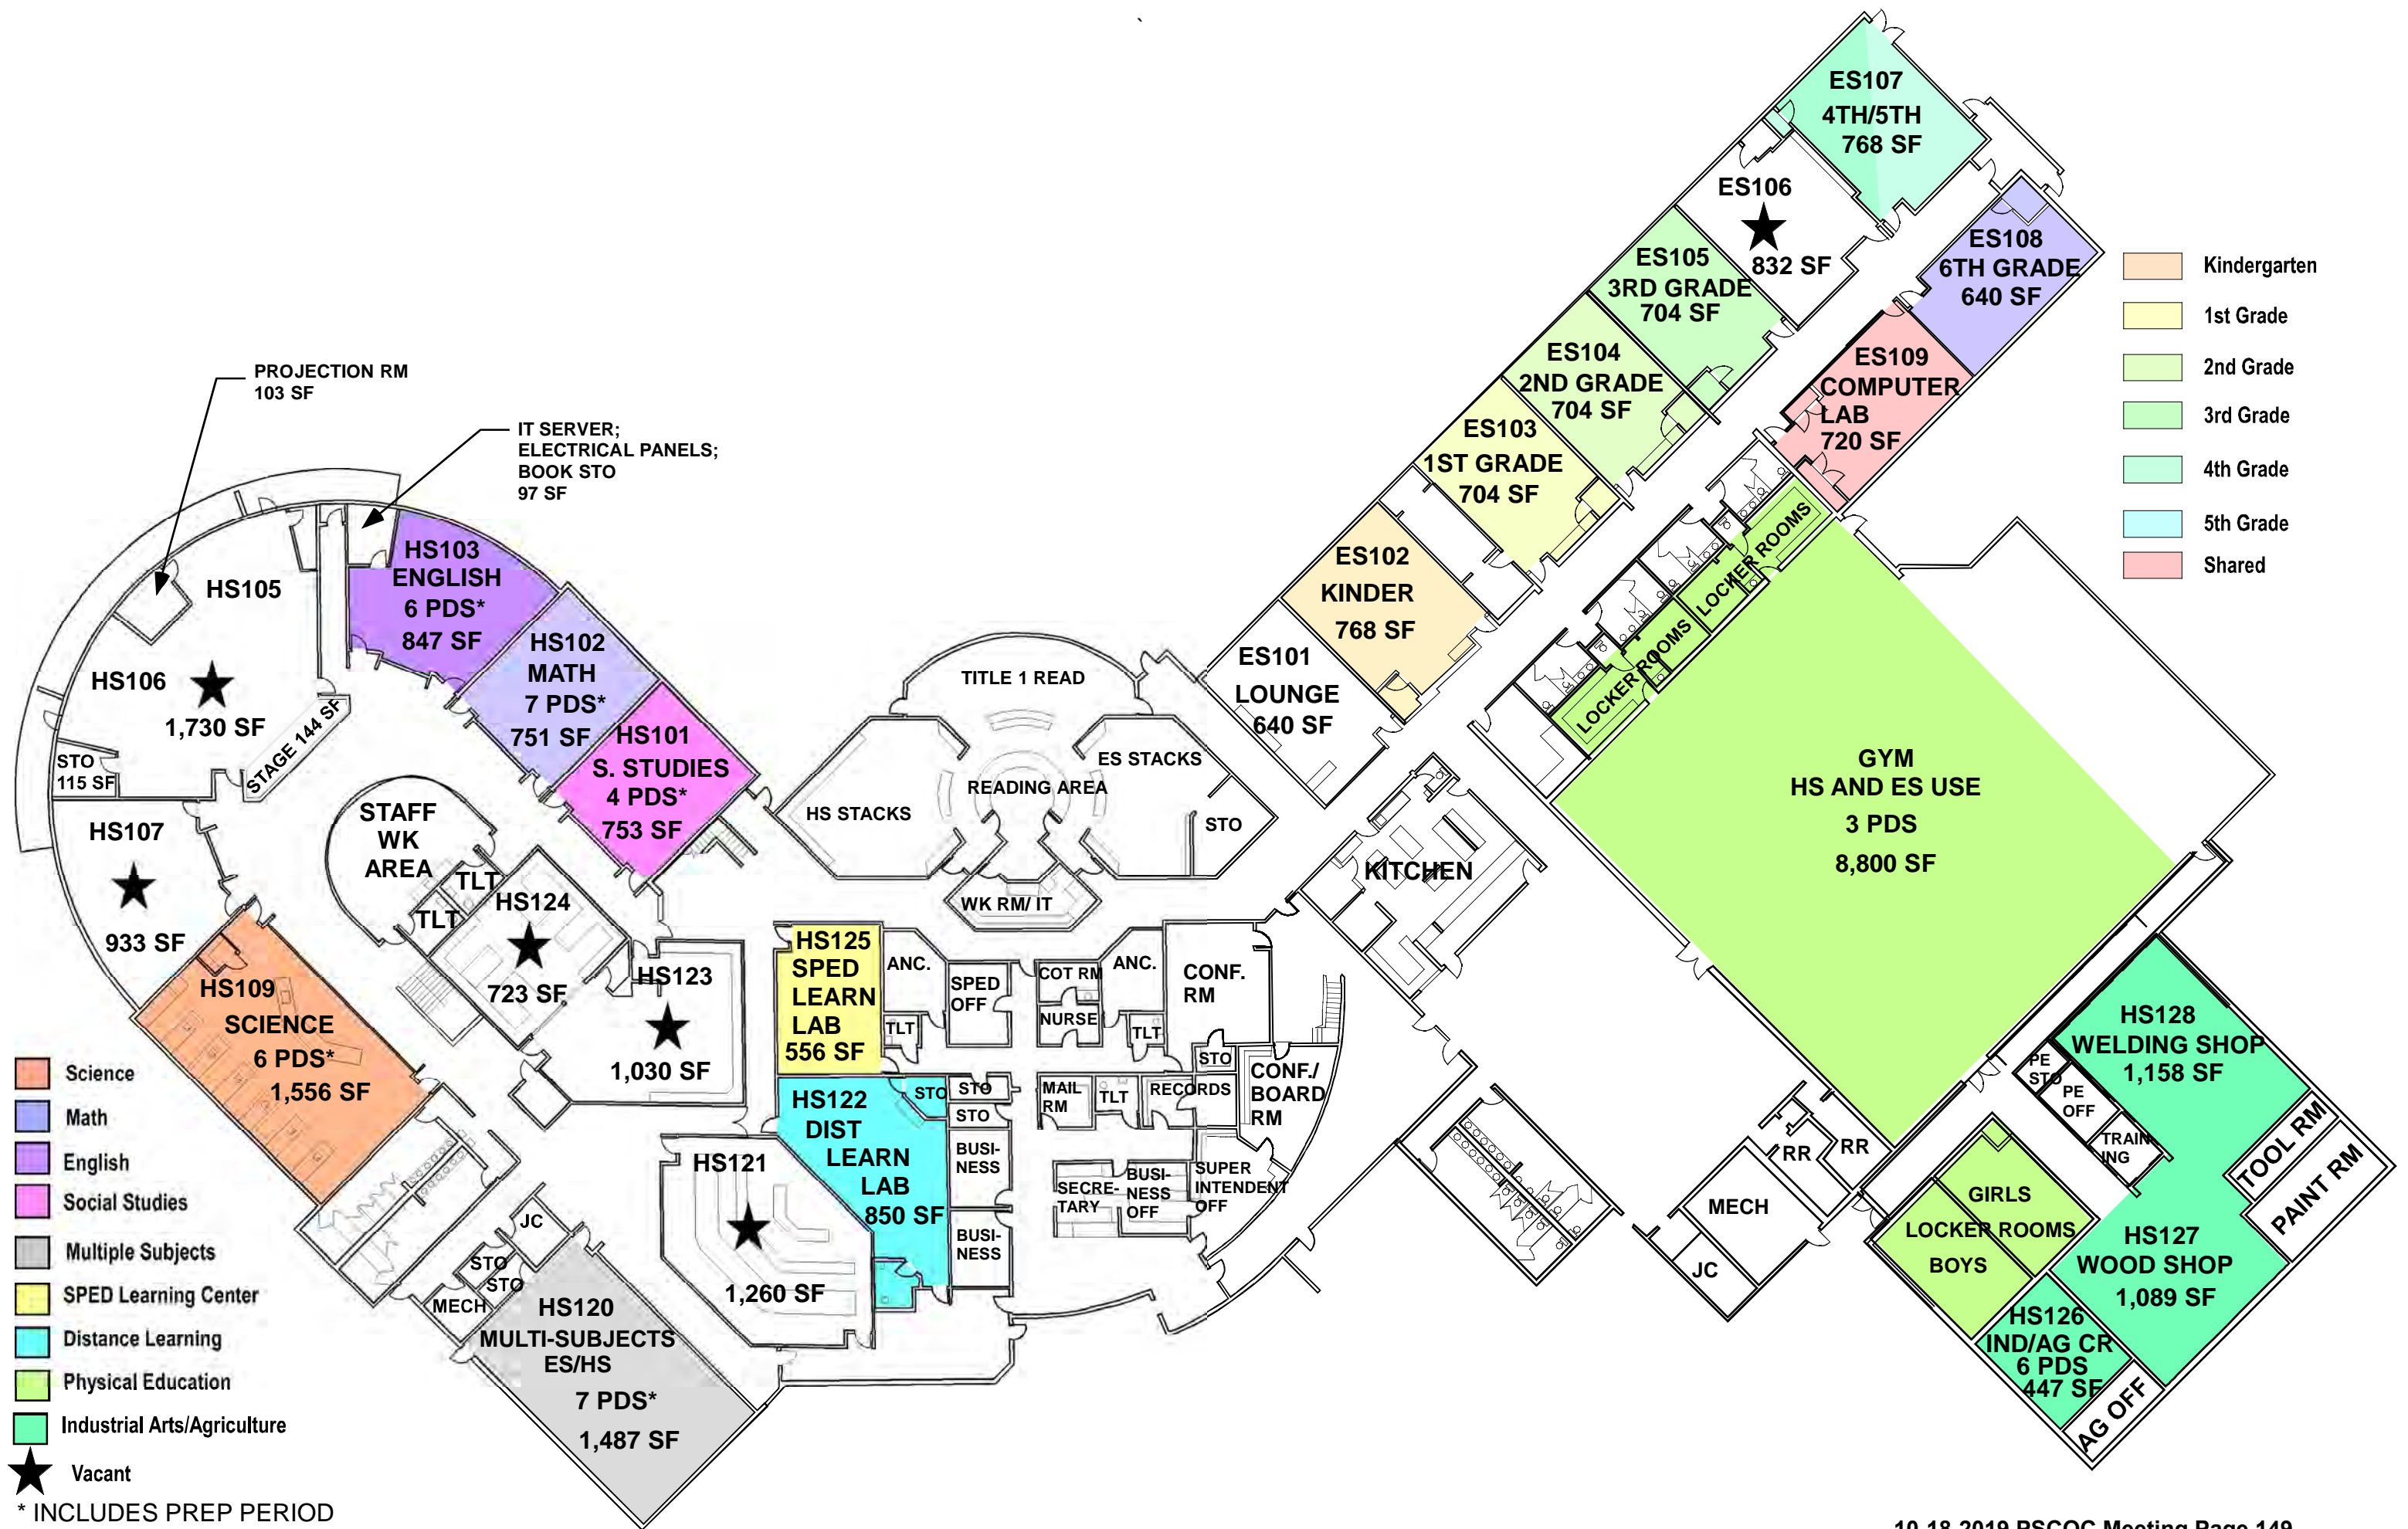 `
ES107
4TH/5TH
768 SF
ES106
832 SF
ES108
6TH GRADE
640 SF
ES105
3RD GRADE
704 SF
ES109
COMPUTER
LAB
720 SF
ES104
2ND GRADE
704 SF
ES103
1ST GRADE
704 SF
ES102
KINDER
768 SF
ES101
LOUNGE
640 SF
Kindergarten
1st Grade
2nd Grade
3rd Grade
4th Grade
5th Grade
Shared
PROJECTION RM
103 SF
IT SERVER;
ELECTRICAL PANELS;
BOOK STO
97 SF
HS105
HS106
1,730 SF
STO
115 SF
STAGE 144 SF
HS103
ENGLISH
6 PDS*
847 SF
HS102
MATH
7 PDS*
751 SF
HS101
S. STUDIES
4 PDS*
753 SF
HS107
933 SF
STAFF
WK
AREA
TLT
TLT
HS124
723 SF
HS123
1,030 SF
HS109
SCIENCE
6 PDS*
1,556 SF
TITLE 1 READ
ES STACKS
READING AREA
HS STACKS
STO
WK RM/ IT
LOCKER ROOMS
LOCKER ROOMS
KITCHEN
GYM
HS AND ES USE
3 PDS
8,800 SF
HS125
SPED
LEARN
LAB
556 SF
ANC.
SPED
OFF
TLT
COT RM
NURSE
ANC.
TLT
CONF.
RM
STO
CONF./
BOARD
RM
HS122
DIST
LEARN
LAB
850 SF
STO
STO
STO
MAIL
RM
TLT
RECORDS
BUSI-
NESS
BUSI-
NESS
SECRE-
TARY
BUSI-
NESS
OFF
SUPER
INTENDENT
OFF
HS121
1,260 SF
JC
STO
STO
MECH
HS120
MULTI-SUBJECTS
ES/HS
7 PDS*
1,487 SF
HS128
WELDING SHOP
1,158 SF
PE
STO
PE
OFF
TRAIN
ING
TOOL RM
PAINT RM
RR
RR
MECH
JC
GIRLS
LOCKER ROOMS
BOYS
HS127
WOOD SHOP
1,089 SF
HS126
IND/AG CR
6 PDS
447 SF
AG OFF
Science
Math
English
Social Studies
Multiple Subjects
SPED Learning Center
Distance Learning
Physical Education
Industrial Arts/Agriculture
Vacant
* INCLUDES PREP PERIOD
10-18-2019 PSCOC Meeting Page 149